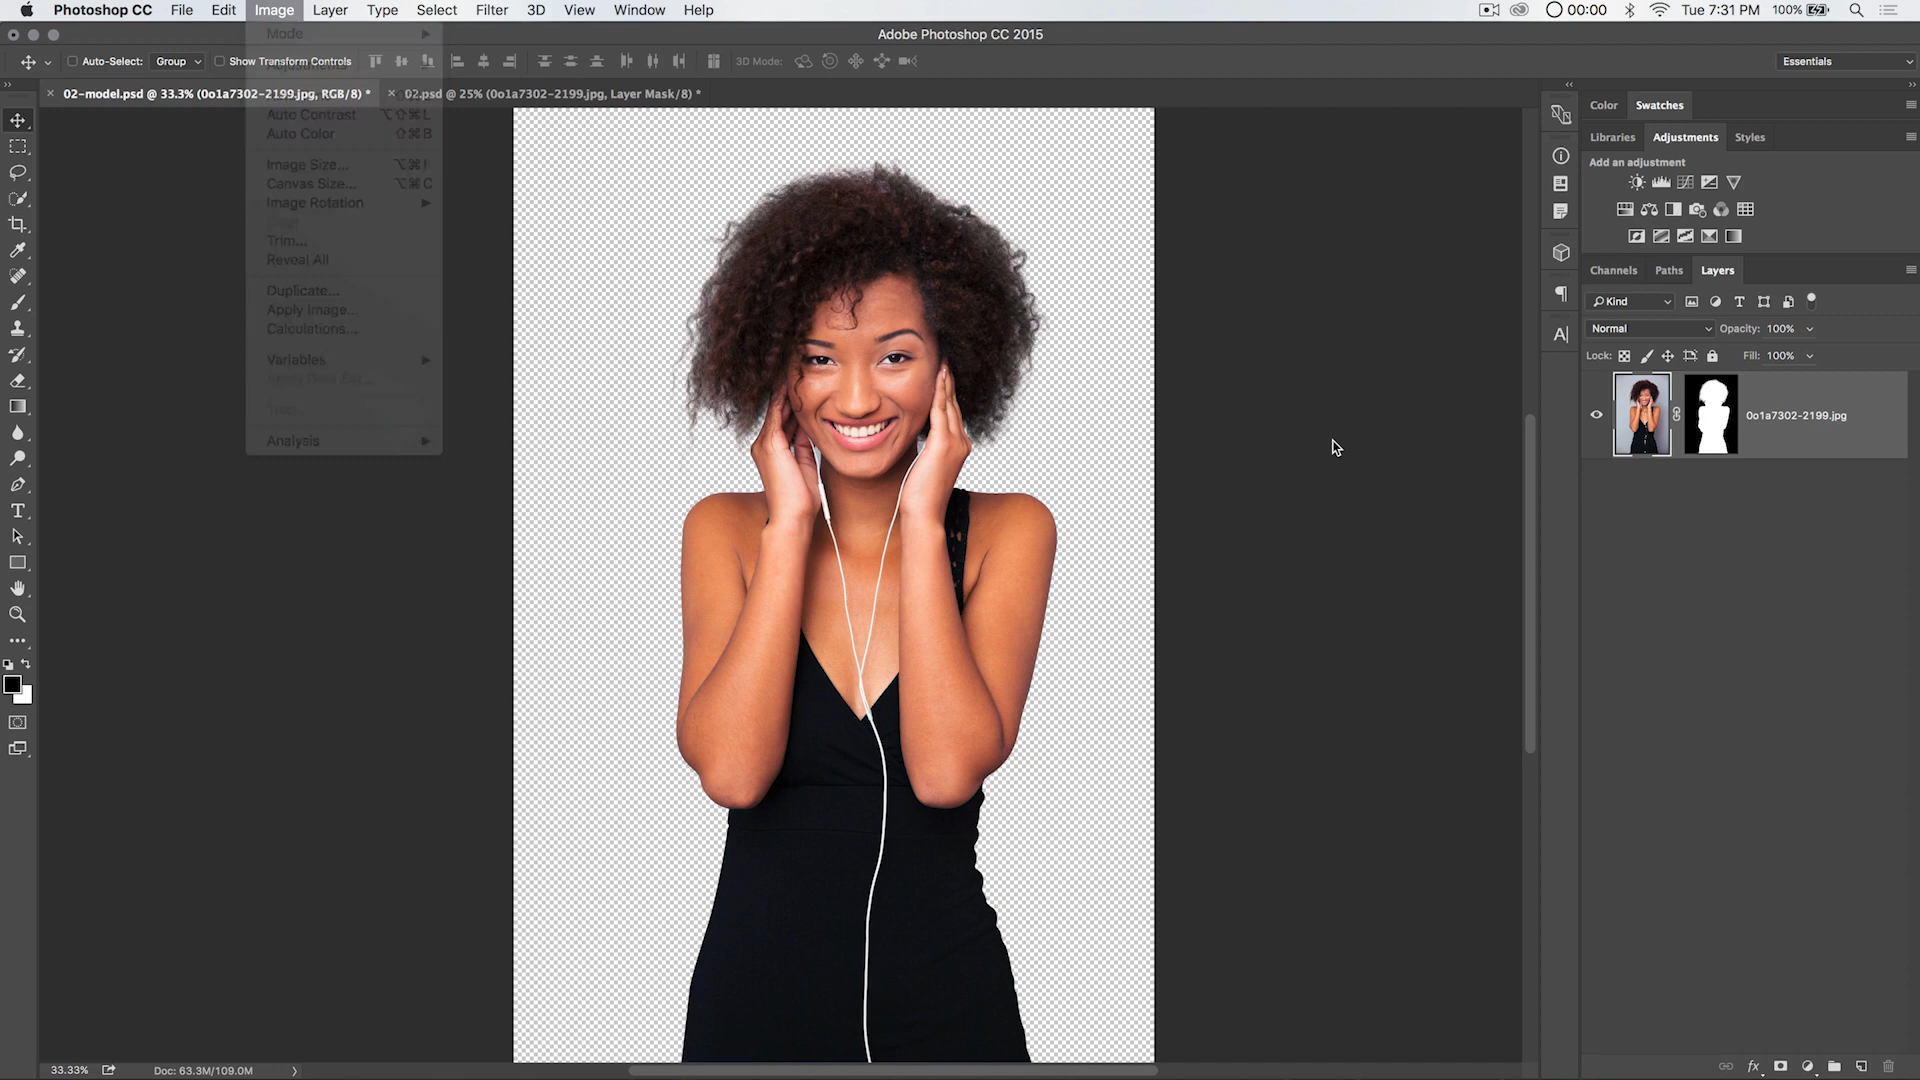 Photoshop CC File Edit Image Layer Type Select Filter 3D View Window Help 00:00 Tue 7:31 PM 100%
Adobe Photoshop CC 2015
Mode
Auto-Select: Group Show Transform Controls 3D Mode: Essentials
Adjustments
02-model.psd @ 33.3% (0o1a7302-2199.jpg, RGB/8) * 02.psd @ 25% (0o1a7302-2199.jpg, Layer Mask/8) *
Auto Contrast ⌥⇧⌘L
Auto Color ⇧⌘B
Image Size... ⌥⌘I
Canvas Size... ⌥⌘C
Image Rotation
Trim...
Reveal All
Duplicate...
Apply Image...
Calculations...
Variables
Analysis
Color Swatches
Libraries Adjustments Styles
Add an adjustment
Channels Paths Layers
Kind
Normal Opacity: 100%
Lock: Fill: 100%
0o1a7302-2199.jpg
33.33% Doc: 63.3M/109.0M